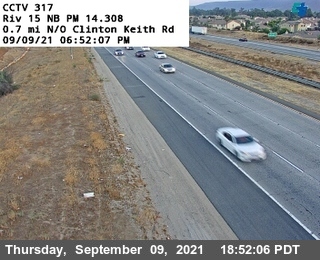 CCTV 317
Riv 15 NB PM 14.308
0.7 mi N/O Clinton Keith Rd
09/09/21 06:52:07 PM
Thursday, September 09, 2021 18:52:06 PDT